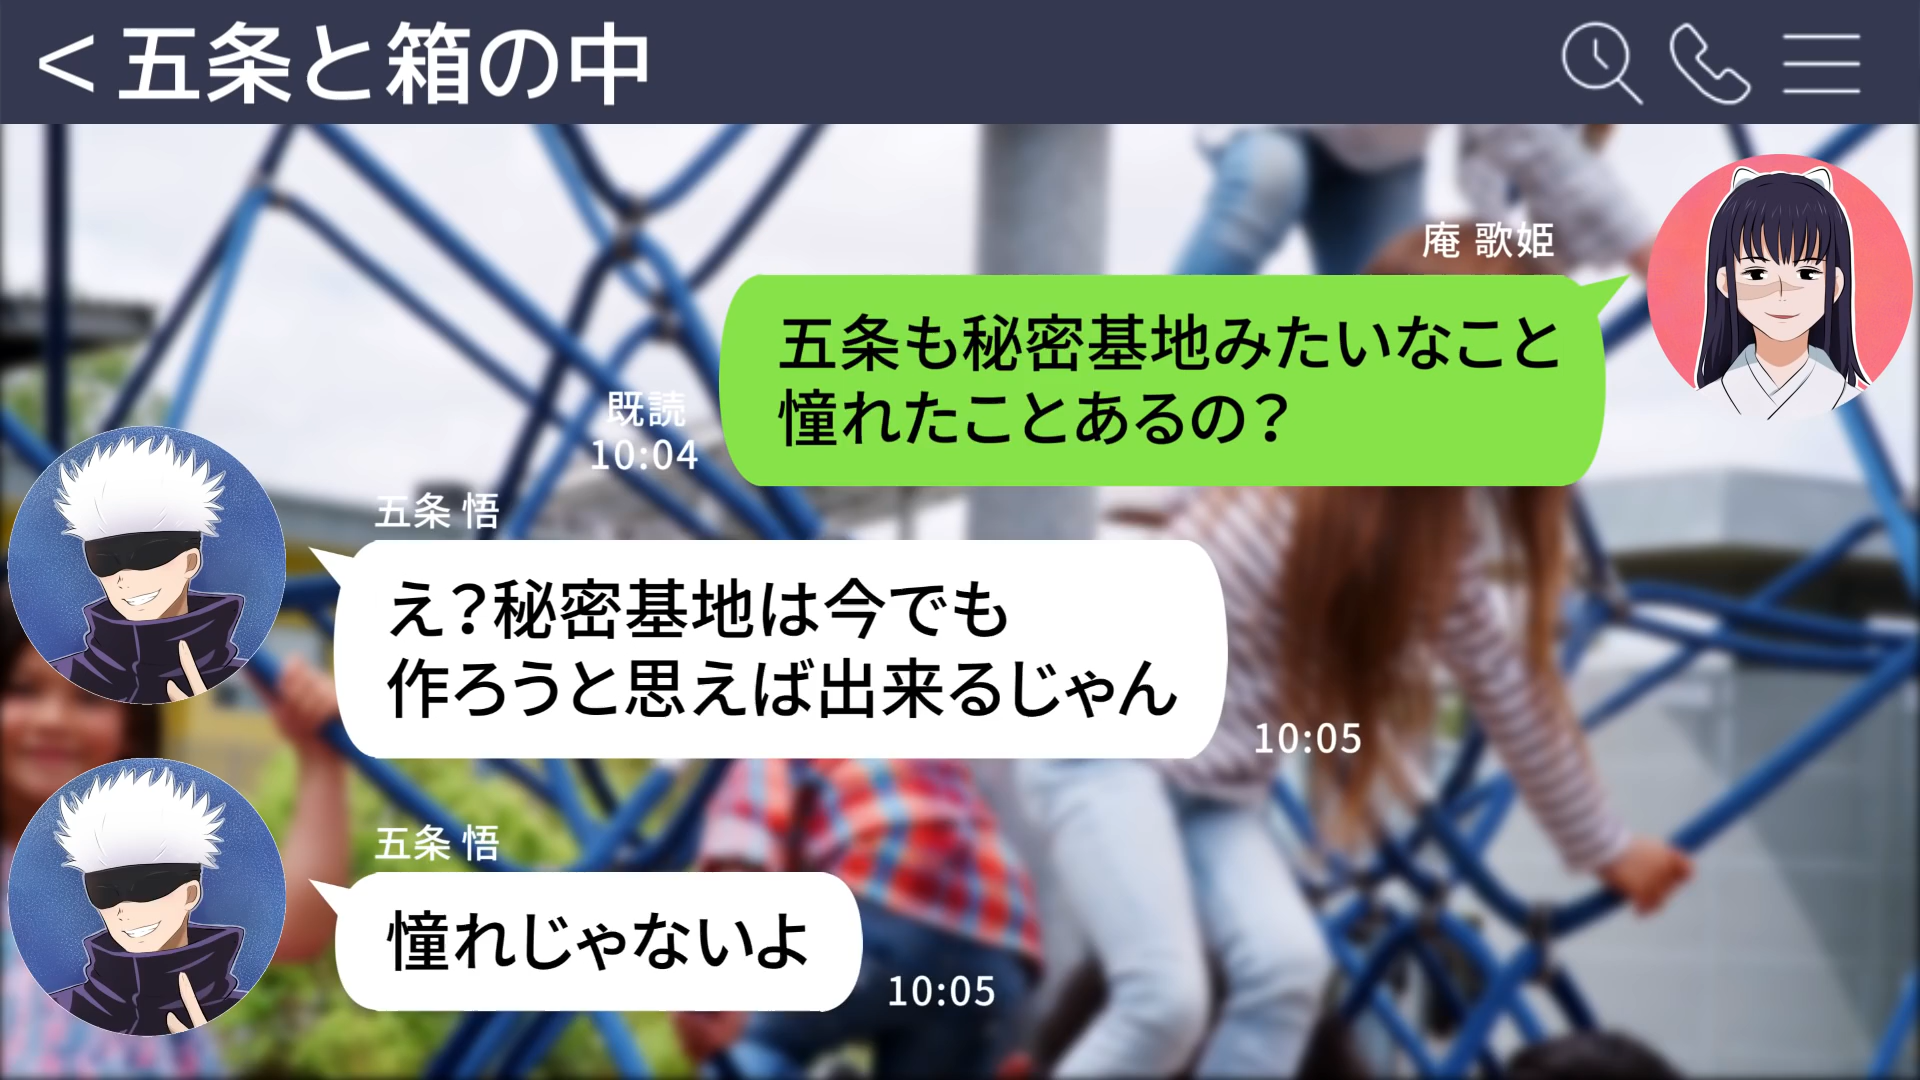 < 五条と箱の中
庵 歌姫
五条も秘密基地みたいなこと
憧れたことあるの？
既読
10:04
五条 悟
え？秘密基地は今でも
作ろうと思えば出来るじゃん
10:05
五条 悟
憧れじゃないよ
10:05